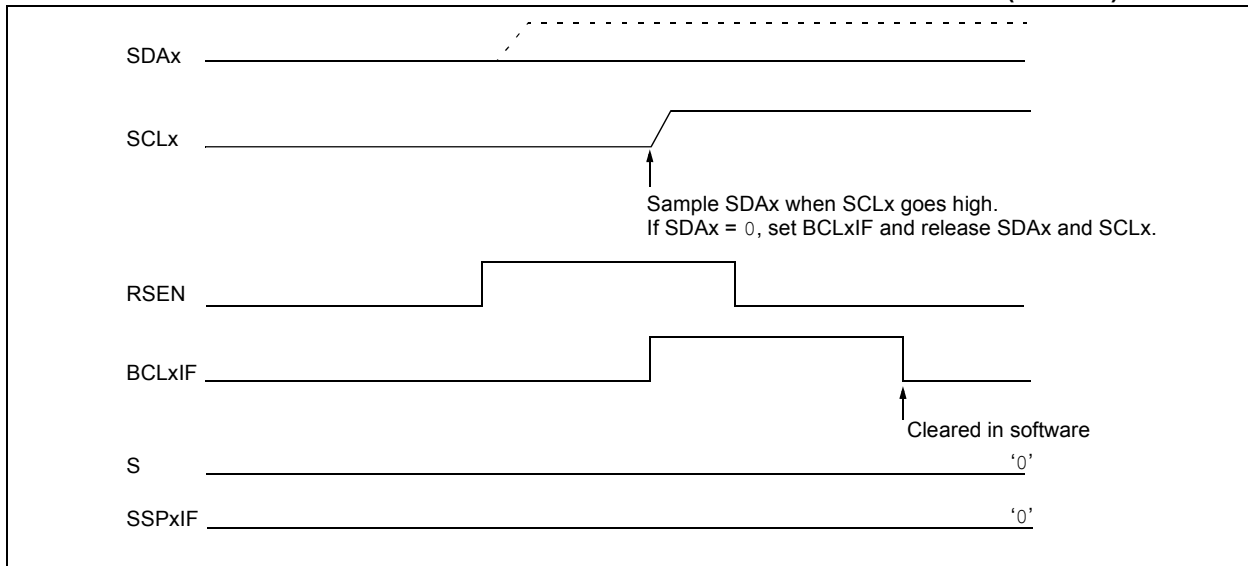 SDAx
SCLx
Sample SDAx when SCLx goes high.
If SDAx = 0, set BCLxIF and release SDAx and SCLx.
RSEN
BCLxIF
Cleared in software
S
‘0’
SSPxIF
‘0’